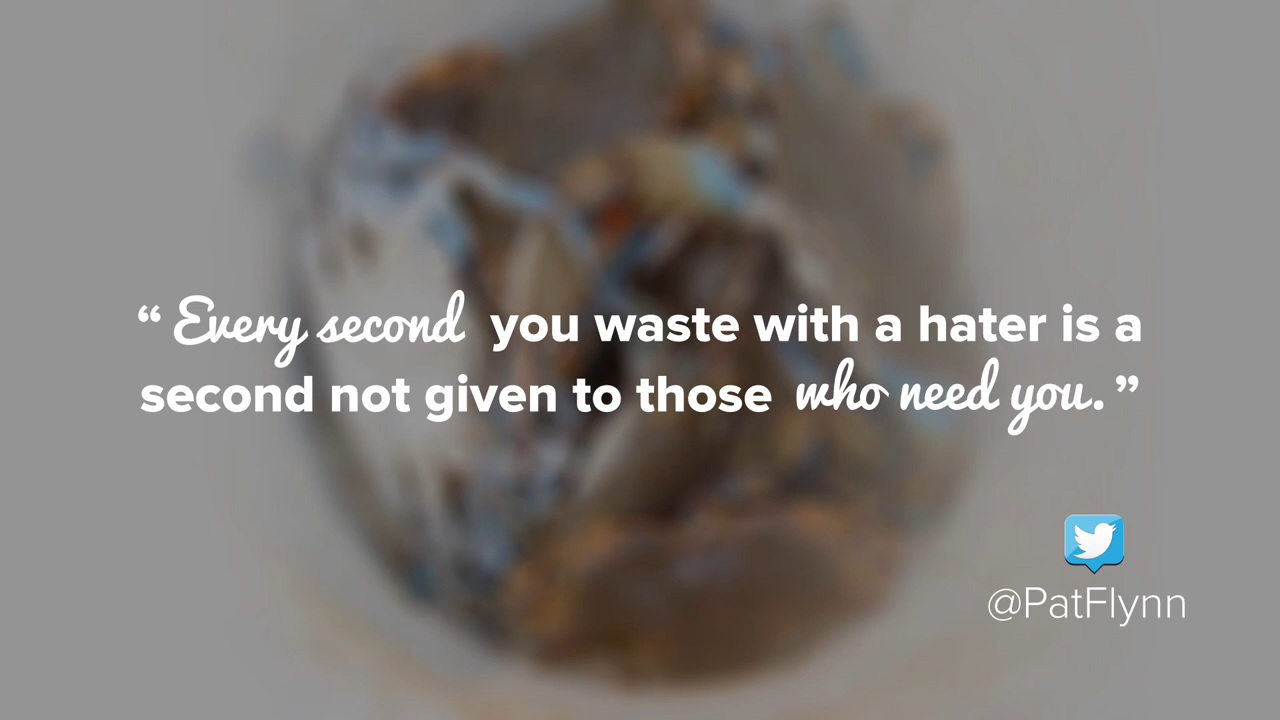 “ Every second you waste with a hater is a
second not given to those who need you. ”
@PatFlynn